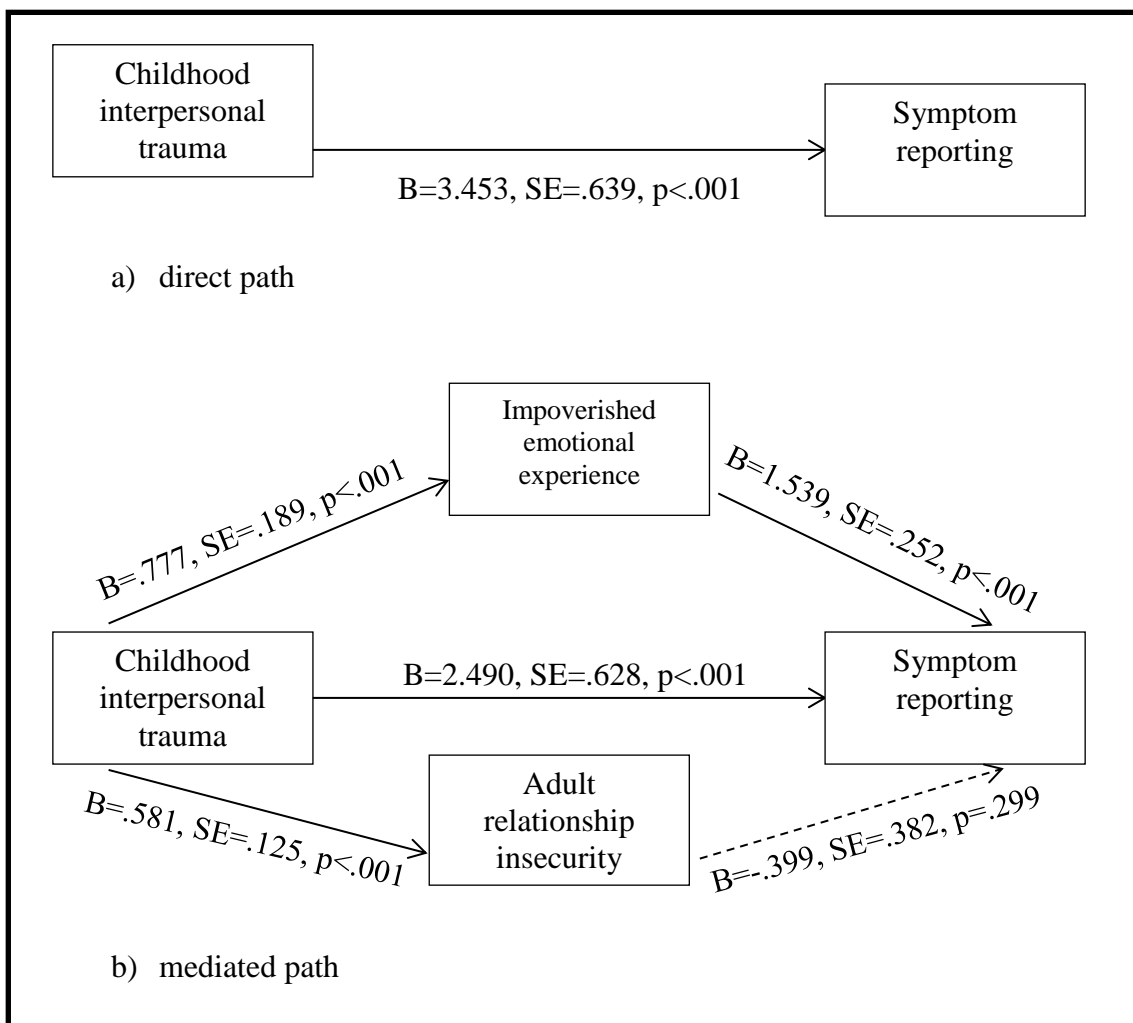 Childhood
interpersonal
trauma
Symptom
reporting
B=3.453, SE=.639, p<.001
a) direct path
Impoverished
emotional
experience
B=.777, SE=.189, p<.001
B=1.539, SE=.252, p<.001
Childhood
interpersonal
trauma
B=2.490, SE=.628, p<.001
Symptom
reporting
Adult
relationship
insecurity
B=.581, SE=.125, p<.001
B=-.399, SE=.382, p=.299
b) mediated path